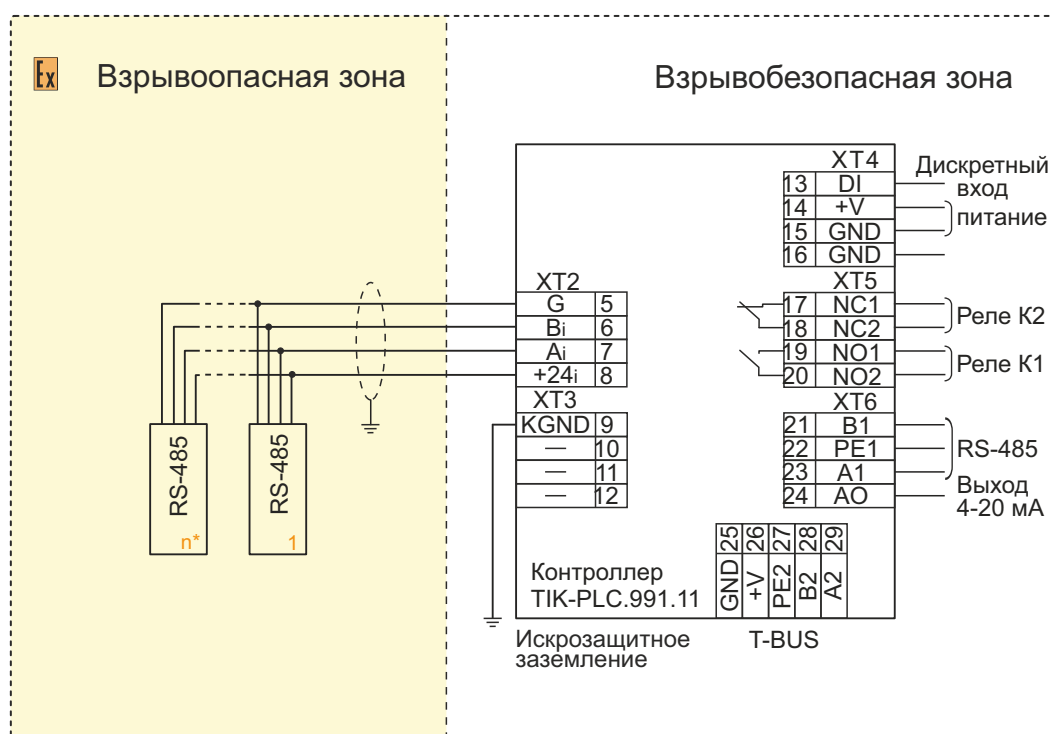 Ex Взрывоопасная зона
Взрывобезопасная зона
XT2
G 5
Bi 6
Ai 7
+24i 8
XT3
KGND 9
— 10
— 11
— 12
RS-485
n*
RS-485
1
XT4
13 DI
14 +V
15 GND
16 GND
XT5
17 NC1
18 NC2
19 NO1
20 NO2
XT6
21 B1
22 PE1
23 A1
24 AO
Дискретный
вход
питание
Реле К2
Реле К1
RS-485
Выход
4-20 мА
GND 25
+V 26
PE2 27
B2 28
A2 29
Контроллер
TIK-PLC.991.11
Искрозащитное
заземление
T-BUS